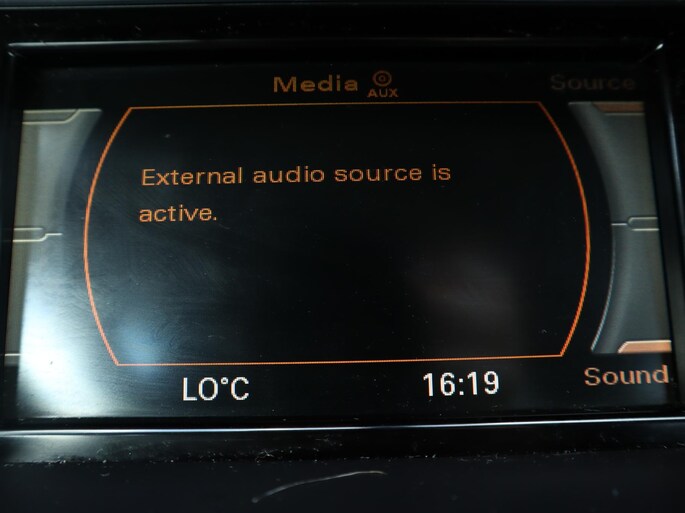 Media AUX
Source
External audio source is
active.
LO°C
16:19
Sound